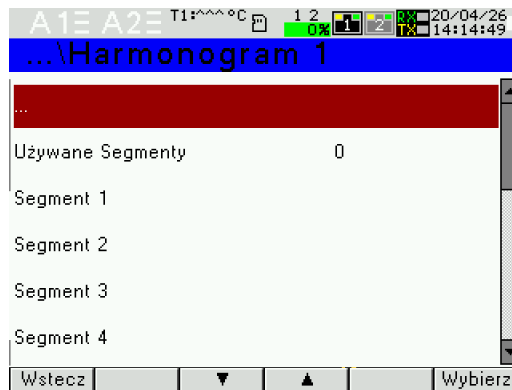 A1 A2 T1:^^^°C 1 2 0% 1 2 RX TX 20/04/26 14:14:49
...\Harmonogram 1
...
Używane Segmenty 0
Segment 1
Segment 2
Segment 3
Segment 4
Wstecz ▼ ▲ Wybierz